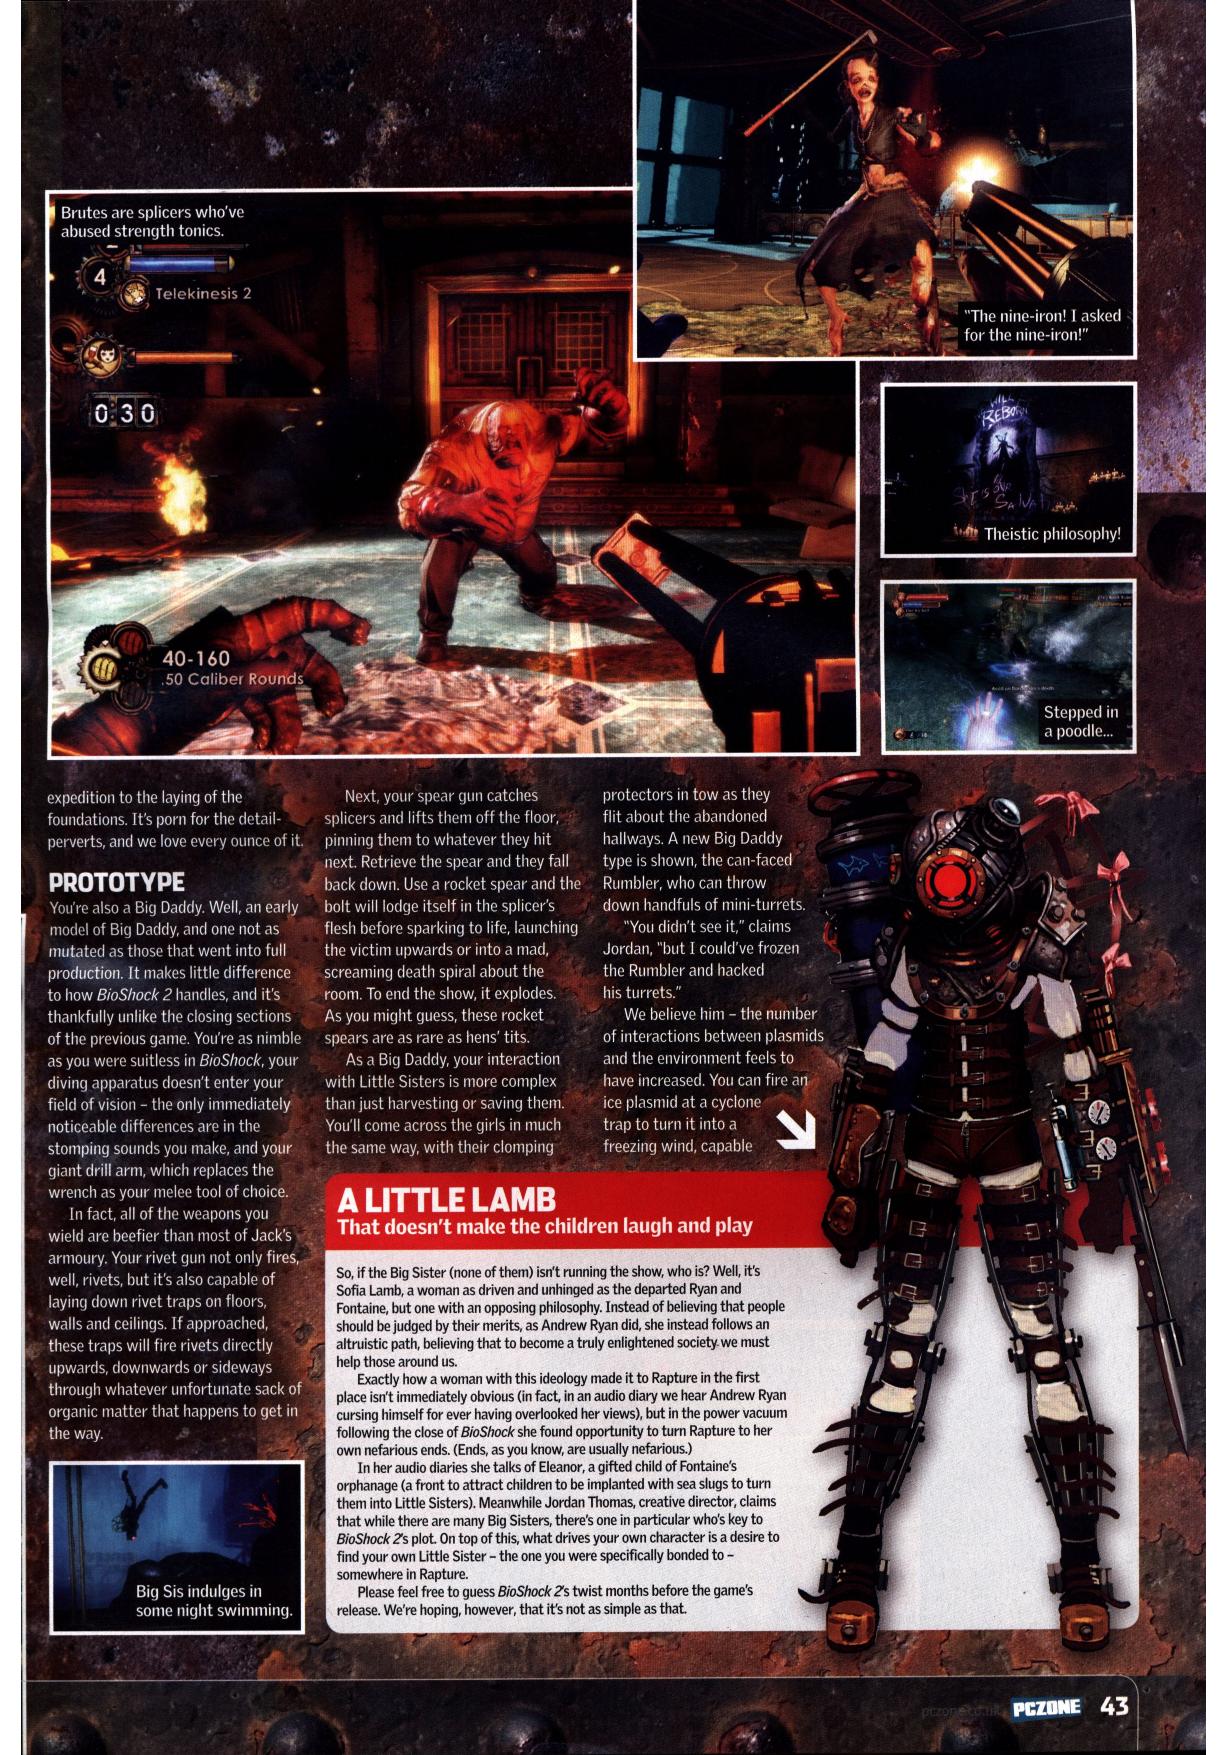 Brutes are splicers who've
abused strength tonics.
4
Telekinesis 2
0:30
40-160
.50 Caliber Rounds
"The nine-iron! I asked
for the nine-iron!"
WILL
REBORN
Theistic philosophy!
Stepped in
a poodle...
expedition to the laying of the
foundations. It's porn for the detail-
perverts, and we love every ounce of it.
PROTOTYPE
You're also a Big Daddy. Well, an early
model of Big Daddy, and one not as
mutated as those that went into full
production. It makes little difference
to how BioShock 2 handles, and it's
thankfully unlike the closing sections
of the previous game. You're as nimble
as you were suitless in BioShock, your
diving apparatus doesn't enter your
field of vision – the only immediately
noticeable differences are in the
stomping sounds you make, and your
giant drill arm, which replaces the
wrench as your melee tool of choice.
In fact, all of the weapons you
wield are beefier than most of Jack's
armoury. Your rivet gun not only fires,
well, rivets, but it's also capable of
laying down rivet traps on floors,
walls and ceilings. If approached,
these traps will fire rivets directly
upwards, downwards or sideways
through whatever unfortunate sack of
organic matter that happens to get in
the way.
Big Sis indulges in
some night swimming.
Next, your spear gun catches
splicers and lifts them off the floor,
pinning them to whatever they hit
next. Retrieve the spear and they fall
back down. Use a rocket spear and the
bolt will lodge itself in the splicer's
flesh before sparking to life, launching
the victim upwards or into a mad,
screaming death spiral about the
room. To end the show, it explodes.
As you might guess, these rocket
spears are as rare as hens' tits.
As a Big Daddy, your interaction
with Little Sisters is more complex
than just harvesting or saving them.
You'll come across the girls in much
the same way, with their clomping
protectors in tow as they
flit about the abandoned
hallways. A new Big Daddy
type is shown, the can-faced
Rumbler, who can throw
down handfuls of mini-turrets.
"You didn't see it," claims
Jordan, "but I could've frozen
the Rumbler and hacked
his turrets."
We believe him – the number
of interactions between plasmids
and the environment feels to
have increased. You can fire an
ice plasmid at a cyclone
trap to turn it into a
freezing wind, capable
A LITTLE LAMB
That doesn't make the children laugh and play
So, if the Big Sister (none of them) isn't running the show, who is? Well, it's
Sofia Lamb, a woman as driven and unhinged as the departed Ryan and
Fontaine, but one with an opposing philosophy. Instead of believing that people
should be judged by their merits, as Andrew Ryan did, she instead follows an
altruistic path, believing that to become a truly enlightened society we must
help those around us.
Exactly how a woman with this ideology made it to Rapture in the first
place isn't immediately obvious (in fact, in an audio diary we hear Andrew Ryan
cursing himself for ever having overlooked her views), but in the power vacuum
following the close of BioShock she found opportunity to turn Rapture to her
own nefarious ends. (Ends, as you know, are usually nefarious.)
In her audio diaries she talks of Eleanor, a gifted child of Fontaine's
orphanage (a front to attract children to be implanted with sea slugs to turn
them into Little Sisters). Meanwhile Jordan Thomas, creative director, claims
that while there are many Big Sisters, there's one in particular who's key to
BioShock 2's plot. On top of this, what drives your own character is a desire to
find your own Little Sister – the one you were specifically bonded to –
somewhere in Rapture.
Please feel free to guess BioShock 2's twist months before the game's
release. We're hoping, however, that it's not as simple as that.
pczone.co.uk PCZONE 43